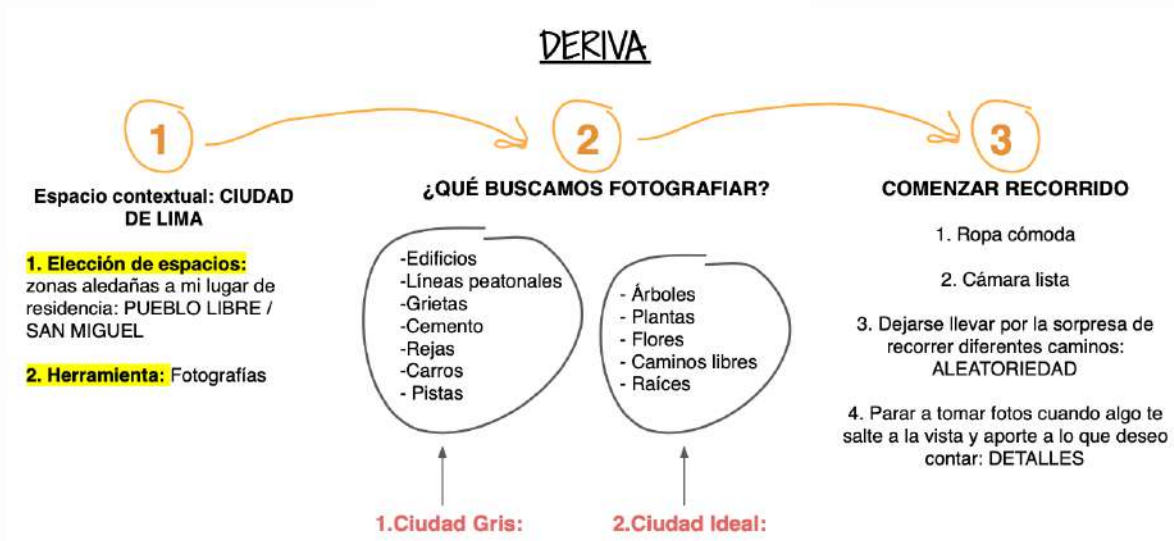 DERIVA
1
Espacio contextual: CIUDAD
DE LIMA
1. Elección de espacios:
zonas aledañas a mi lugar de
residencia: PUEBLO LIBRE /
SAN MIGUEL
2. Herramienta: Fotografías
2
¿QUÉ BUSCAMOS FOTOGRAFIAR?
-Edificios
-Líneas peatonales
-Grietas
-Cemento
-Rejas
-Carros
- Pistas
1.Ciudad Gris:
- Árboles
- Plantas
- Flores
- Caminos libres
- Raíces
2.Ciudad Ideal:
3
COMENZAR RECORRIDO
1. Ropa cómoda
2. Cámara lista
3. Dejarse llevar por la sorpresa de
recorrer diferentes caminos:
ALEATORIEDAD
4. Parar a tomar fotos cuando algo te
salte a la vista y aporte a lo que deseo
contar: DETALLES